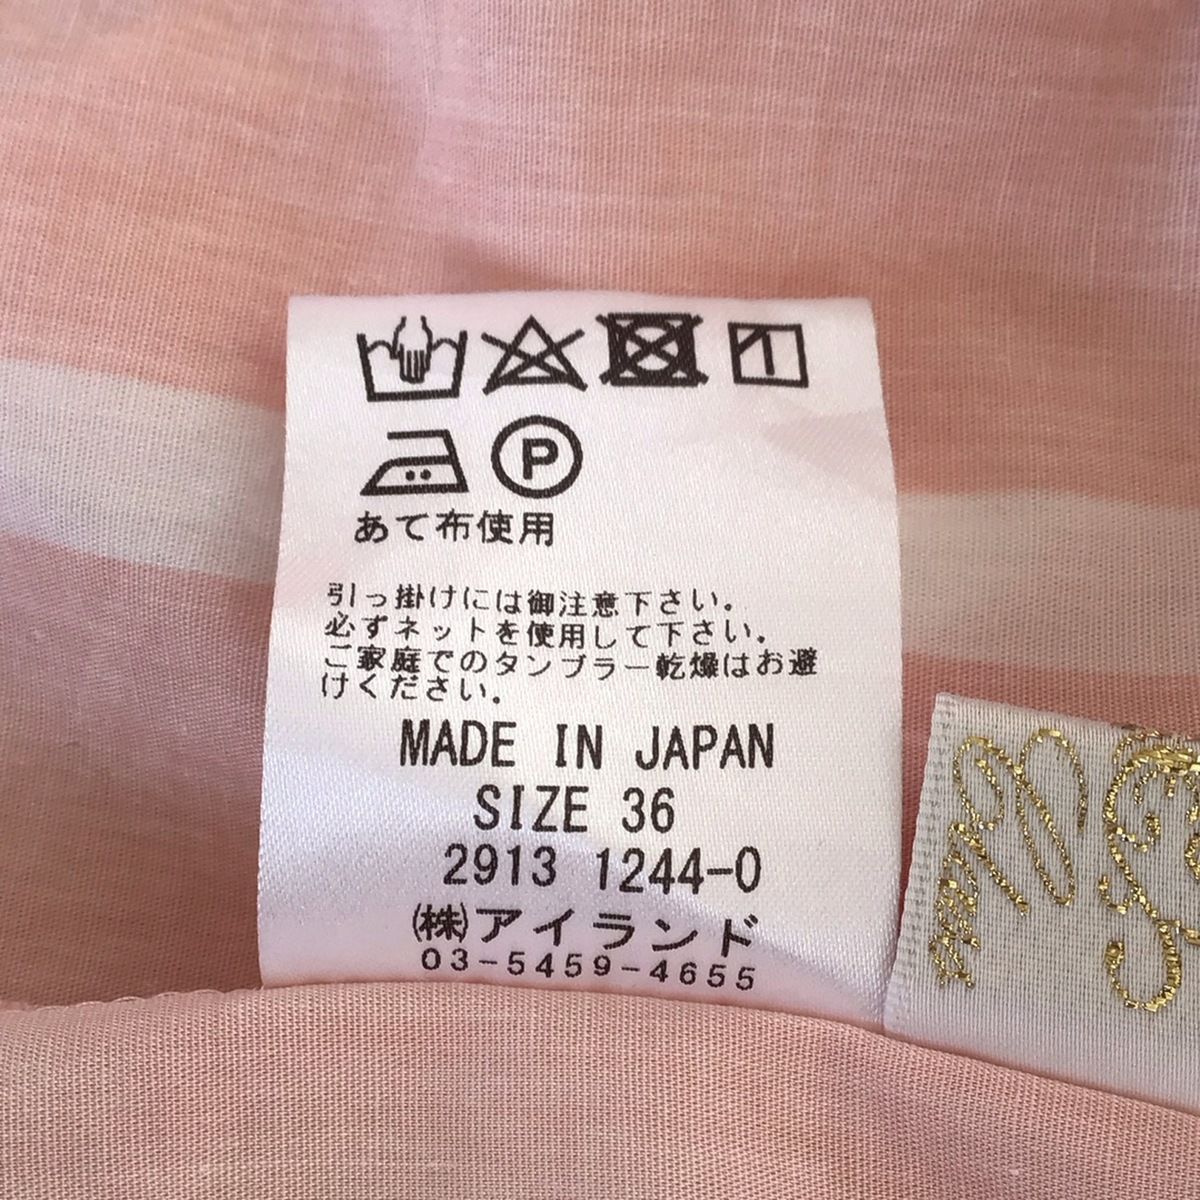 P
あて布使用
引っ掛けには御注意下さい。
必ずネットを使用して下さい。
ご家庭でのタンブラー乾燥はお避
けください。
MADE IN JAPAN
SIZE 36
2913 1244-0
㈱アイランド
03-5459-4655